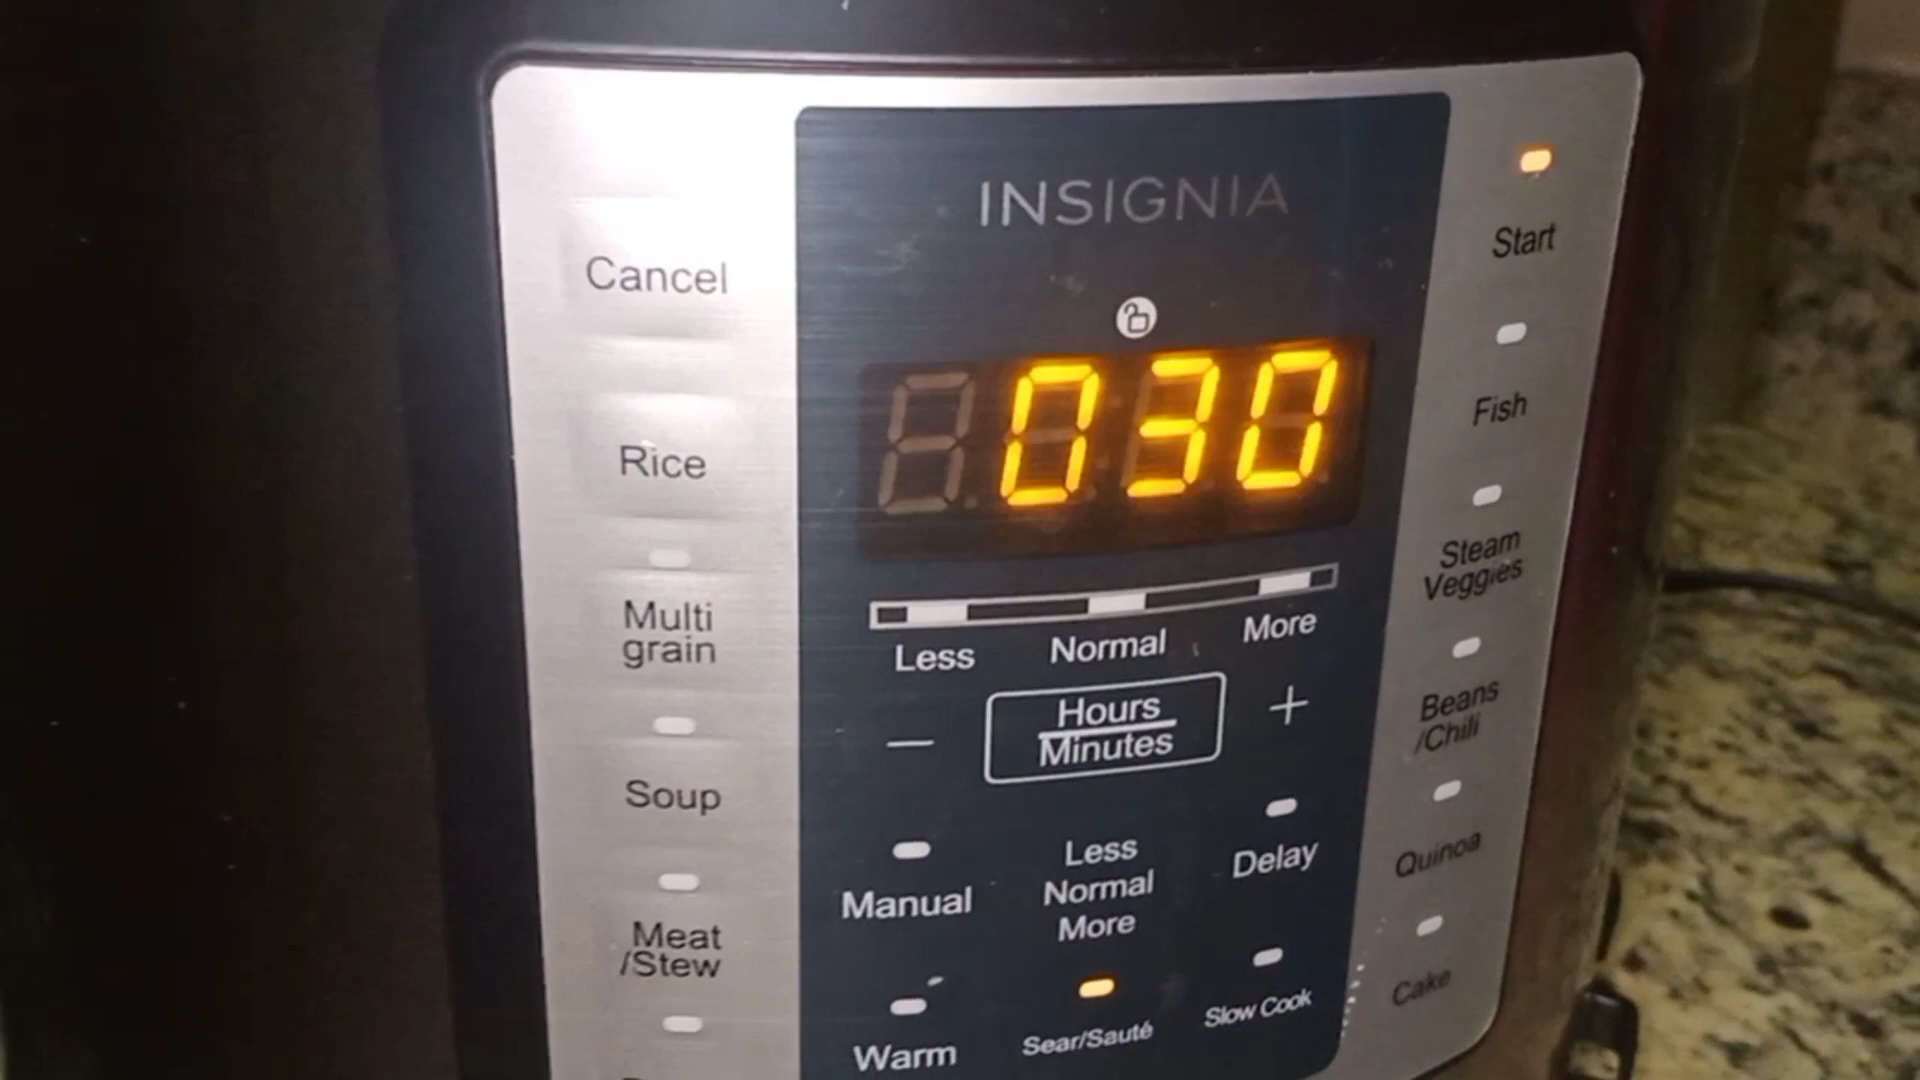 INSIGNIA
Cancel
Rice
Multi
grain
Soup
Meat
/Stew
030
Less Normal More
− Hours +
Minutes
Manual
Less
Normal
More
Delay
Warm
Sear/Sauté
Slow Cook
Start
Fish
Steam
Veggies
Beans
/Chili
Quinoa
Cake